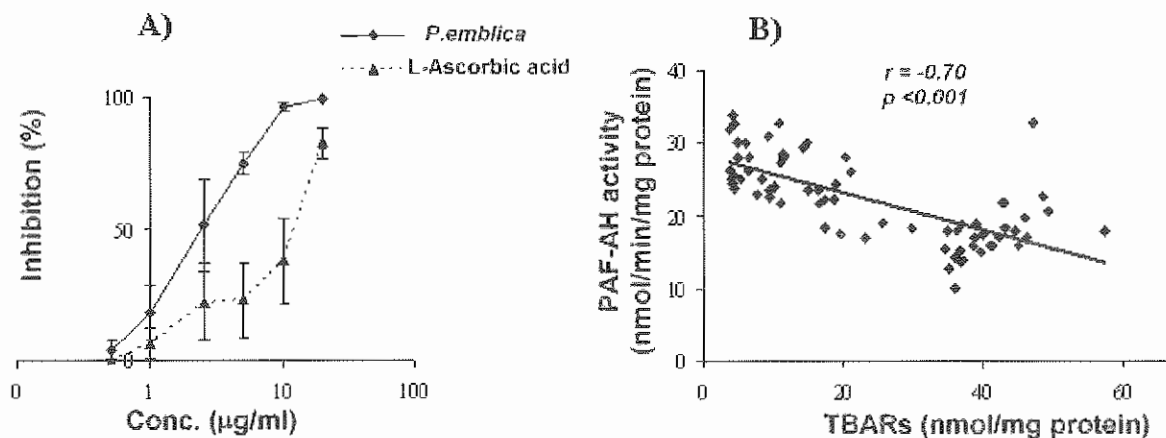 A)
P.emblica
L-Ascorbic acid
Inhibition (%)
100
50
0
0
1
10
100
Conc. (µg/ml)
B)
r = -0.70
p <0.001
PAF-AH activity
(nmol/min/mg protein)
40
30
20
10
0
0
20
40
60
TBARs (nmol/mg protein)